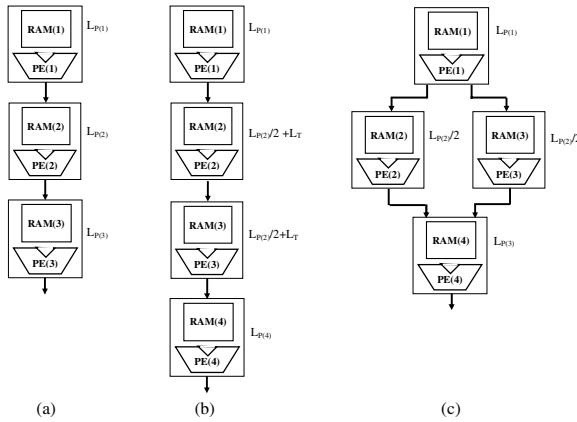 RAM(1)
PE(1)
L_P(1)
RAM(2)
PE(2)
L_P(2)
RAM(3)
PE(3)
L_P(3)
(a)
RAM(1)
PE(1)
L_P(1)
RAM(2)
PE(2)
L_P(2)/2 +L_T
RAM(3)
PE(3)
L_P(2)/2+L_T
RAM(4)
PE(4)
L_P(4)
(b)
RAM(1)
PE(1)
L_P(1)
RAM(2)
PE(2)
L_P(2)/2
RAM(3)
PE(3)
L_P(2)/2
RAM(4)
PE(4)
L_P(3)
(c)